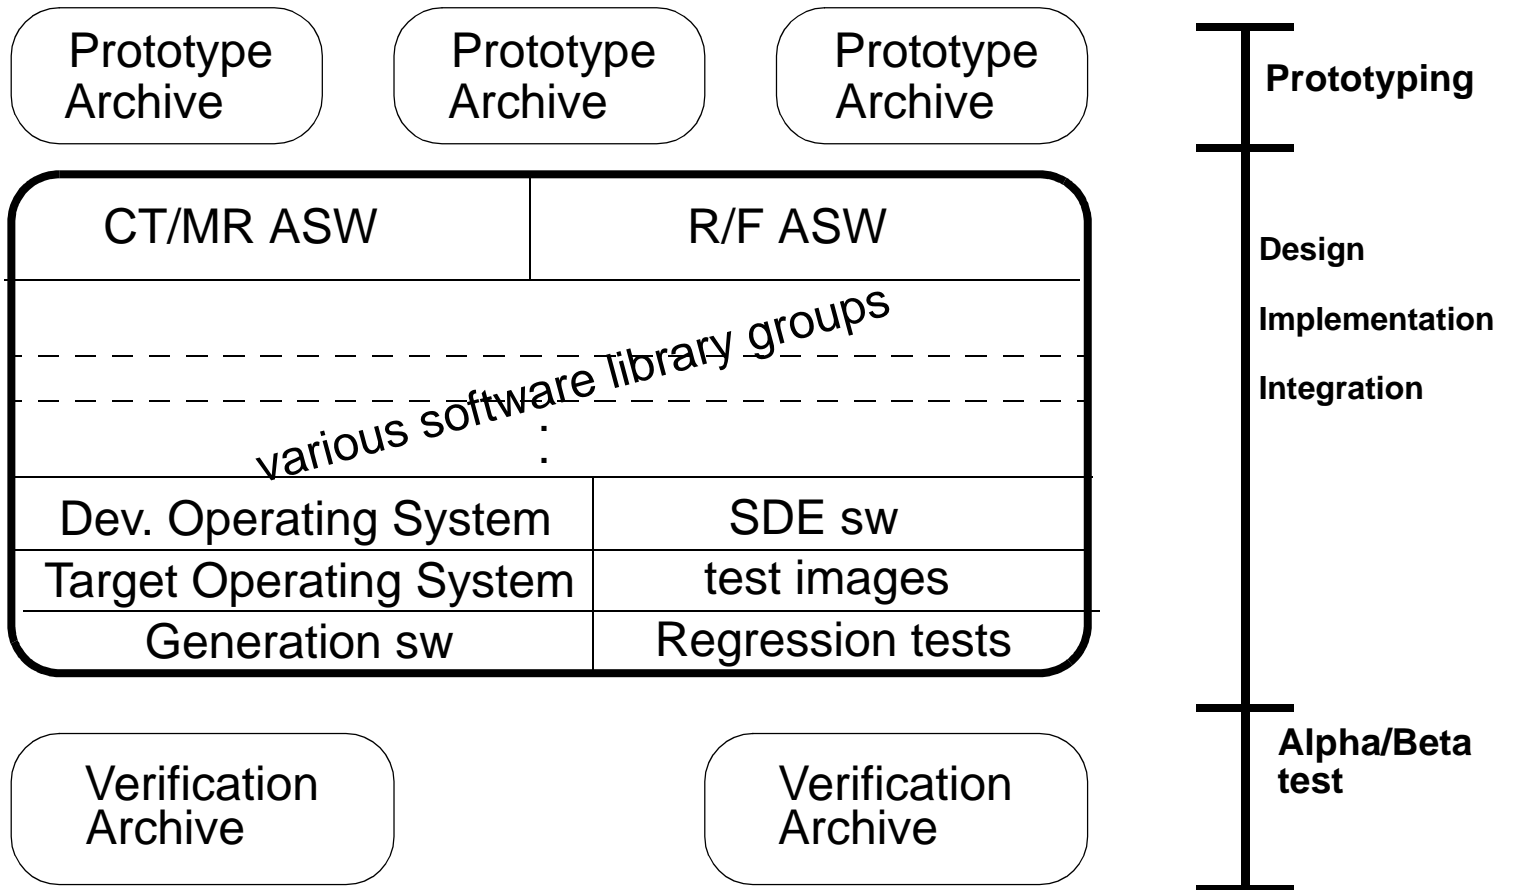 Prototype
Archive
Prototype
Archive
Prototype
Archive
Prototyping
CT/MR ASW
R/F ASW
Design
Implementation
Integration
various software library groups
:
Dev. Operating System
SDE sw
Target Operating System
test images
Generation sw
Regression tests
Verification
Archive
Verification
Archive
Alpha/Beta
test